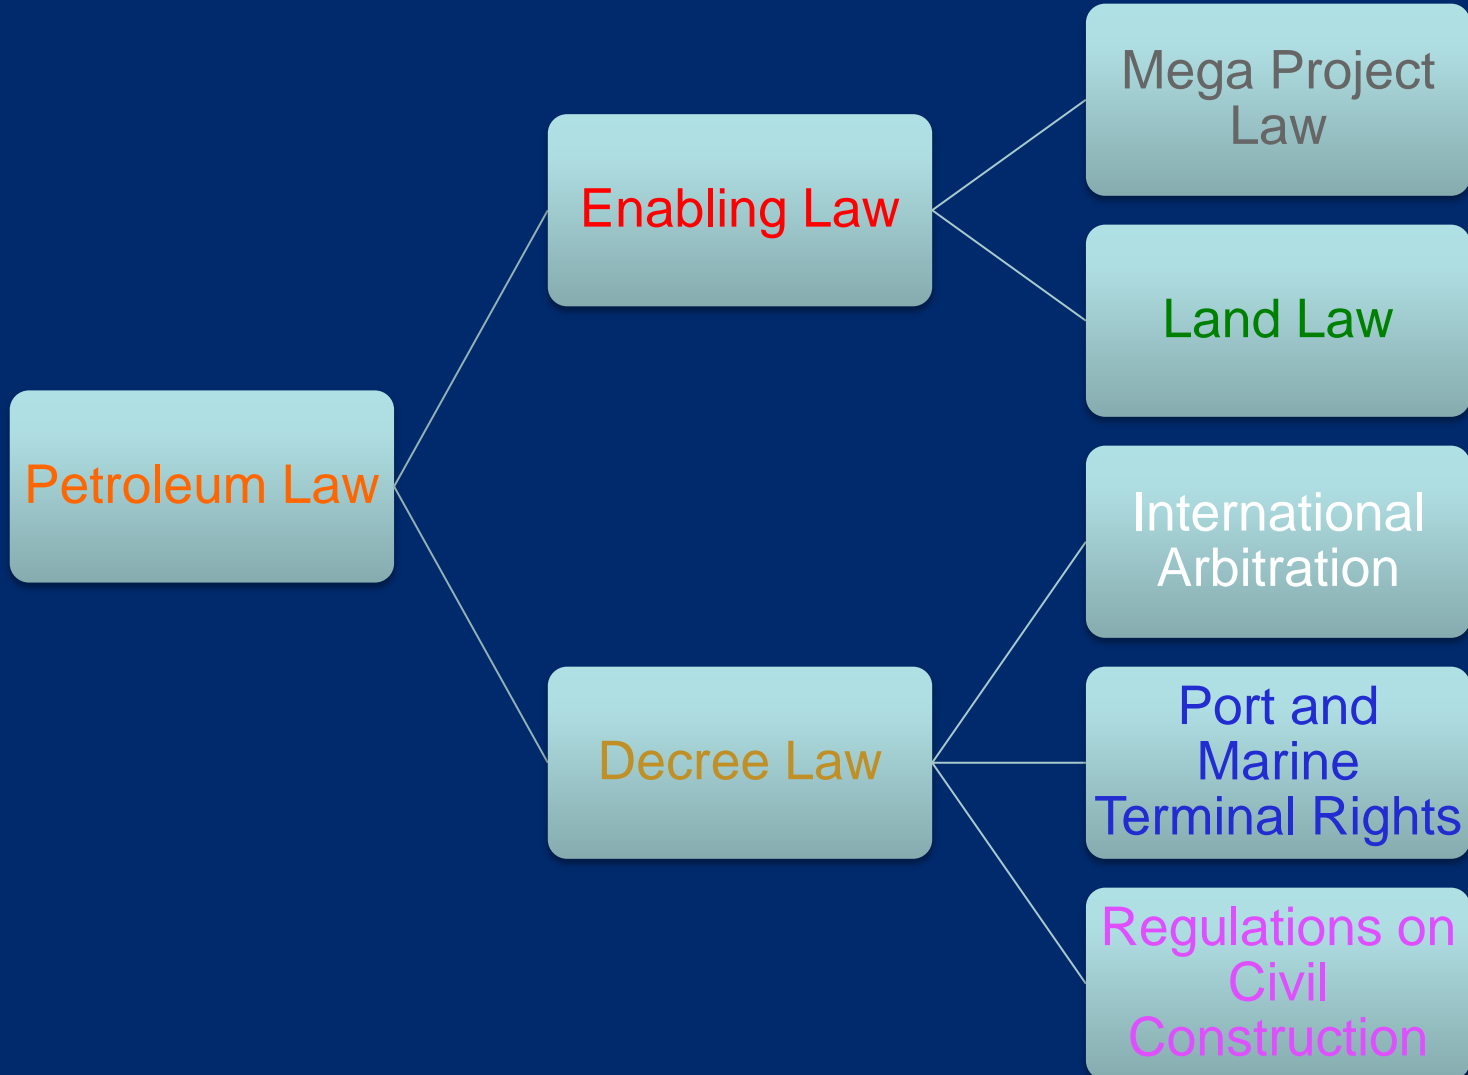 Petroleum Law
Enabling Law
Mega Project
Law
Land Law
Decree Law
International
Arbitration
Port and
Marine
Terminal Rights
Regulations on
Civil
Construction